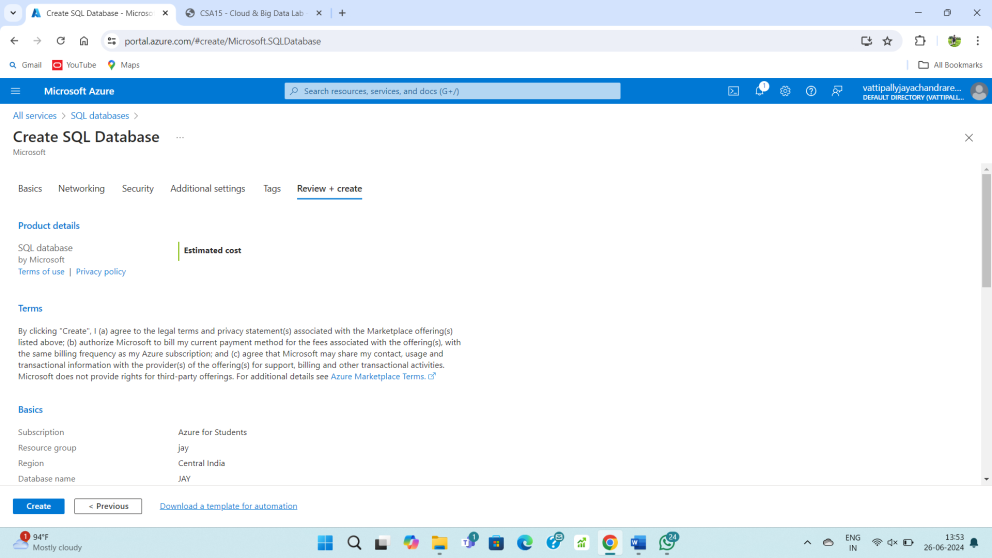 Create SQL Database - Microso
CSA15 - Cloud & Big Data Lab
portal.azure.com/#create/Microsoft.SQLDatabase
Gmail
YouTube
Maps
All Bookmarks
Microsoft Azure
Search resources, services, and docs (G+/)
1
vattipallyjayachandrare...
DEFAULT DIRECTORY (VATTIPALL...
All services > SQL databases >
Create SQL Database ...
Microsoft
Basics
Networking
Security
Additional settings
Tags
Review + create
Product details
SQL database
by Microsoft
Terms of use | Privacy policy
Estimated cost
Terms
By clicking "Create", I (a) agree to the legal terms and privacy statement(s) associated with the Marketplace offering(s)
listed above; (b) authorize Microsoft to bill my current payment method for the fees associated with the offering(s), with
the same billing frequency as my Azure subscription; and (c) agree that Microsoft may share my contact, usage and
transactional information with the provider(s) of the offering(s) for support, billing and other transactional activities.
Microsoft does not provide rights for third-party offerings. For additional details see Azure Marketplace Terms.
Basics
Subscription Azure for Students
Resource group jay
Region Central India
Database name JAY
Create
< Previous
Download a template for automation
1
94°F
Mostly cloudy
1
24
ENG
IN
13:53
26-06-2024